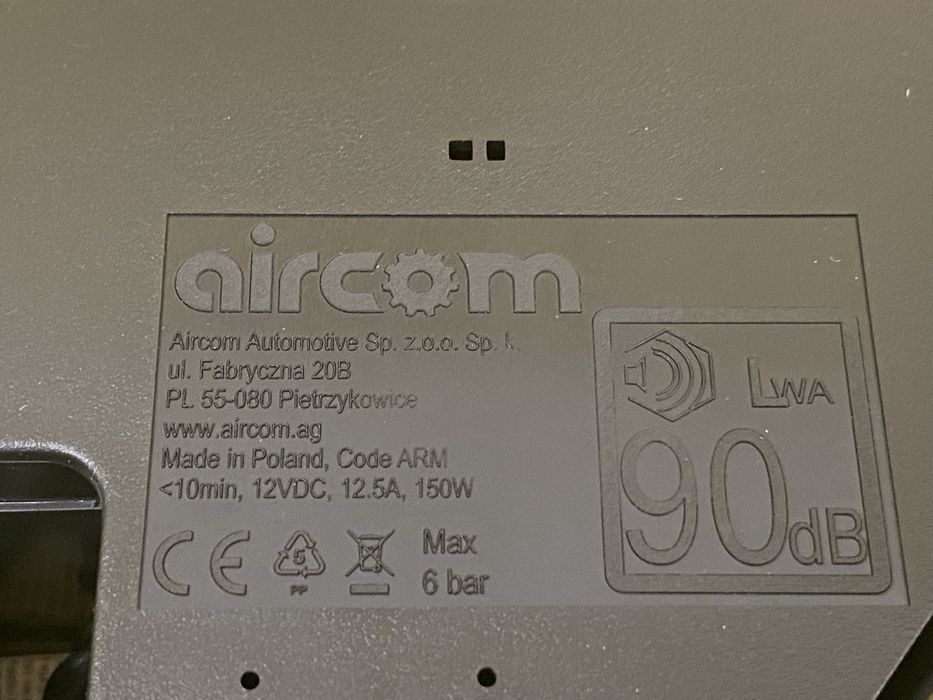 aircom
Aircom Automotive Sp. z.o.o. Sp. k.
ul. Fabryczna 20B
PL 55-080 Pietrzykowice
www.aircom.ag
Made in Poland, Code ARM
<10min, 12VDC, 12.5A, 150W
CE
5
PP
Max
6 bar
LWA
90dB